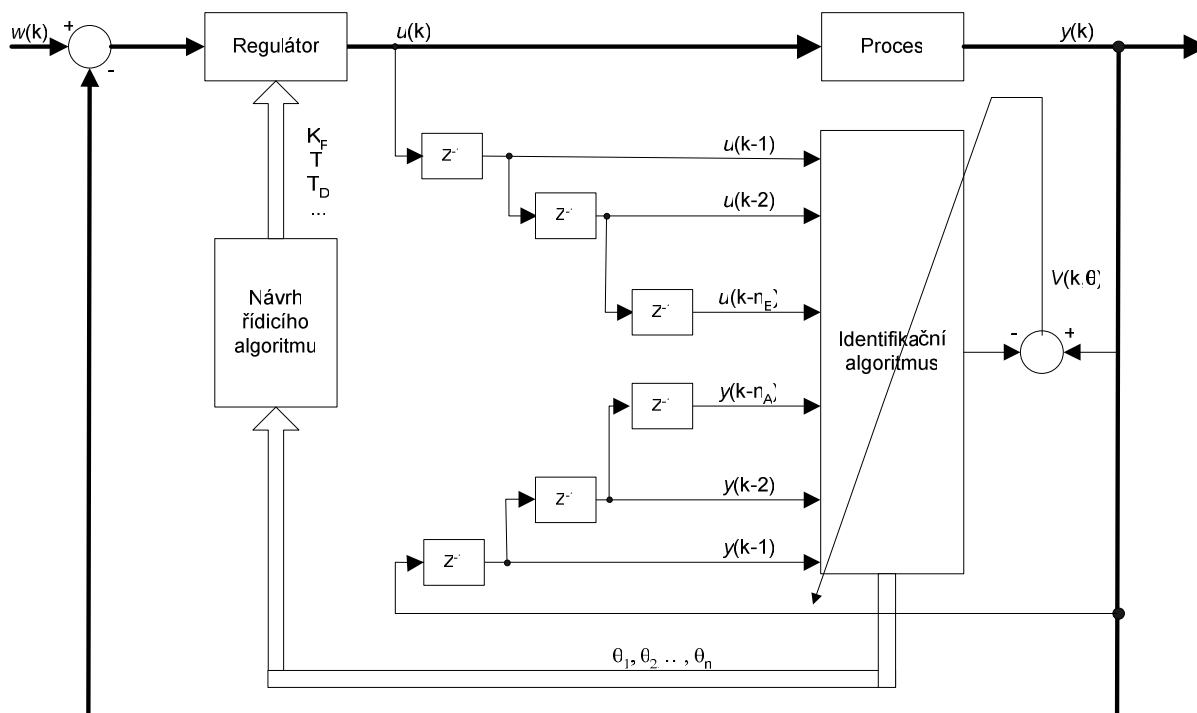 w(k)
+
-
Regulátor
u(k)
Proces
y(k)
K_P
T
T_D
...
Z⁻¹
u(k-1)
Z⁻¹
u(k-2)
Z⁻¹
u(k-n_B)
Návrh
řídicího
algoritmu
Identifikační
algoritmus
V(k,θ)
-
+
Z⁻¹
y(k-n_A)
Z⁻¹
y(k-2)
Z⁻¹
y(k-1)
θ₁, θ₂, .. , θₙ